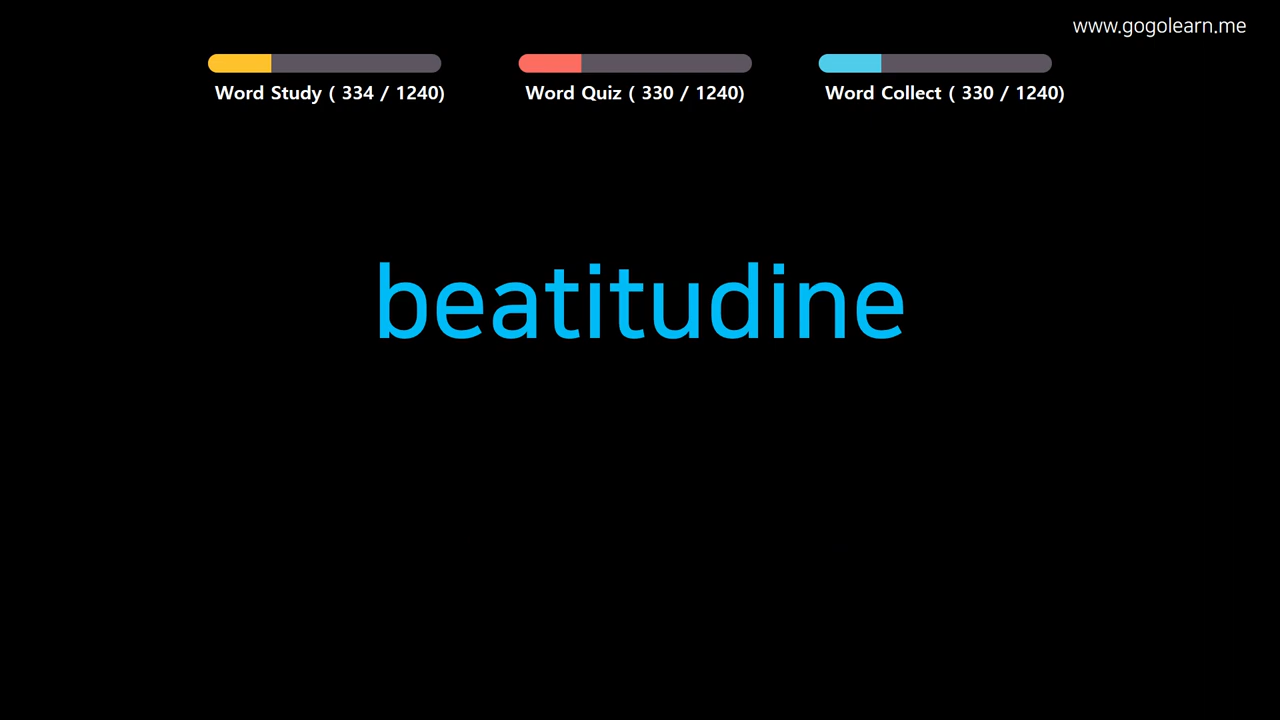 www.gogolearn.me
Word Study ( 334 / 1240)
Word Quiz ( 330 / 1240)
Word Collect ( 330 / 1240)
beatitudine